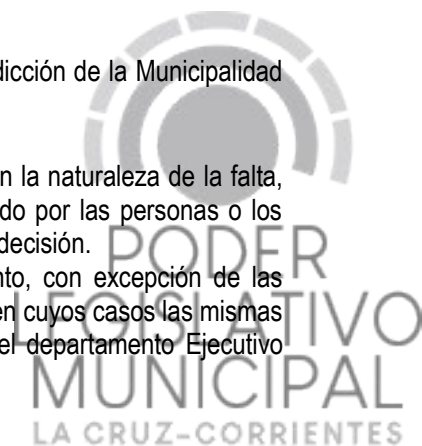 dicción de la Municipalidad
n la naturaleza de la falta,
do por las personas o los
decisión.
nto, con excepción de las
en cuyos casos las mismas
el departamento Ejecutivo
PODER
LEGISLATIVO
MUNICIPAL
LA CRUZ-CORRIENTES